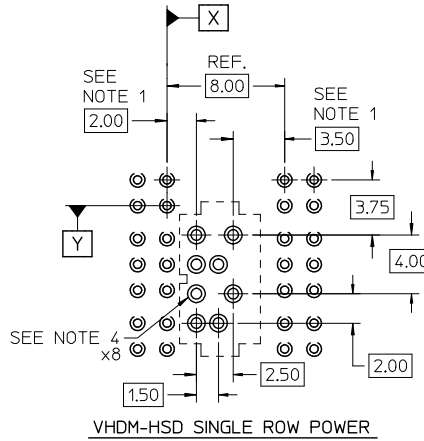 X
REF.
8.00
SEE
NOTE 1
2.00
SEE
NOTE 1
3.50
3.75
Y
4.00
SEE NOTE 4
x8
2.00
2.50
1.50
VHDM-HSD SINGLE ROW POWER